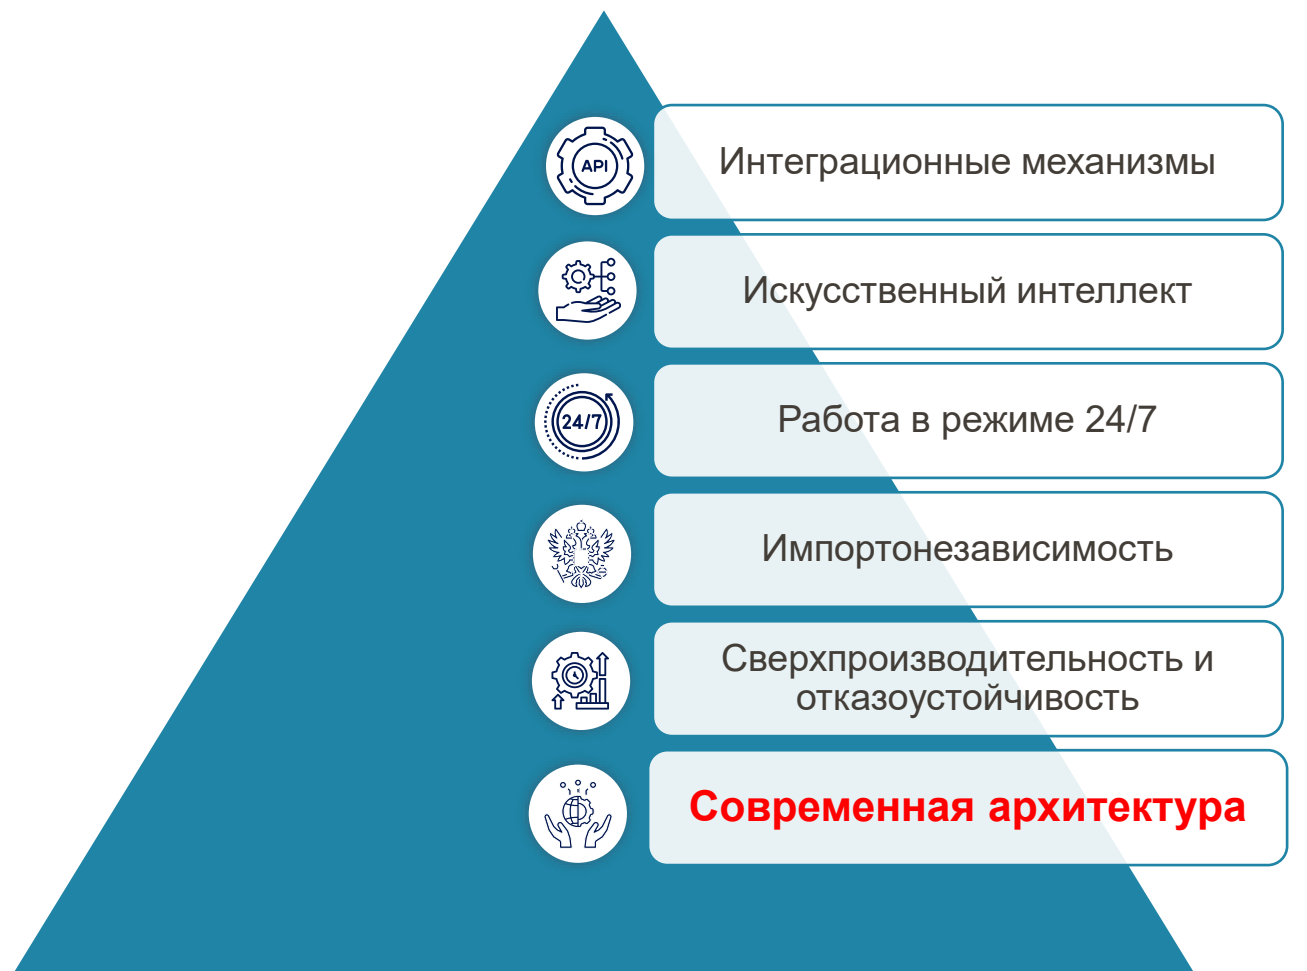 API
Интеграционные механизмы
Искусственный интеллект
24/7
Работа в режиме 24/7
Импортонезависимость
Сверхпроизводительность и
отказоустойчивость
Современная архитектура